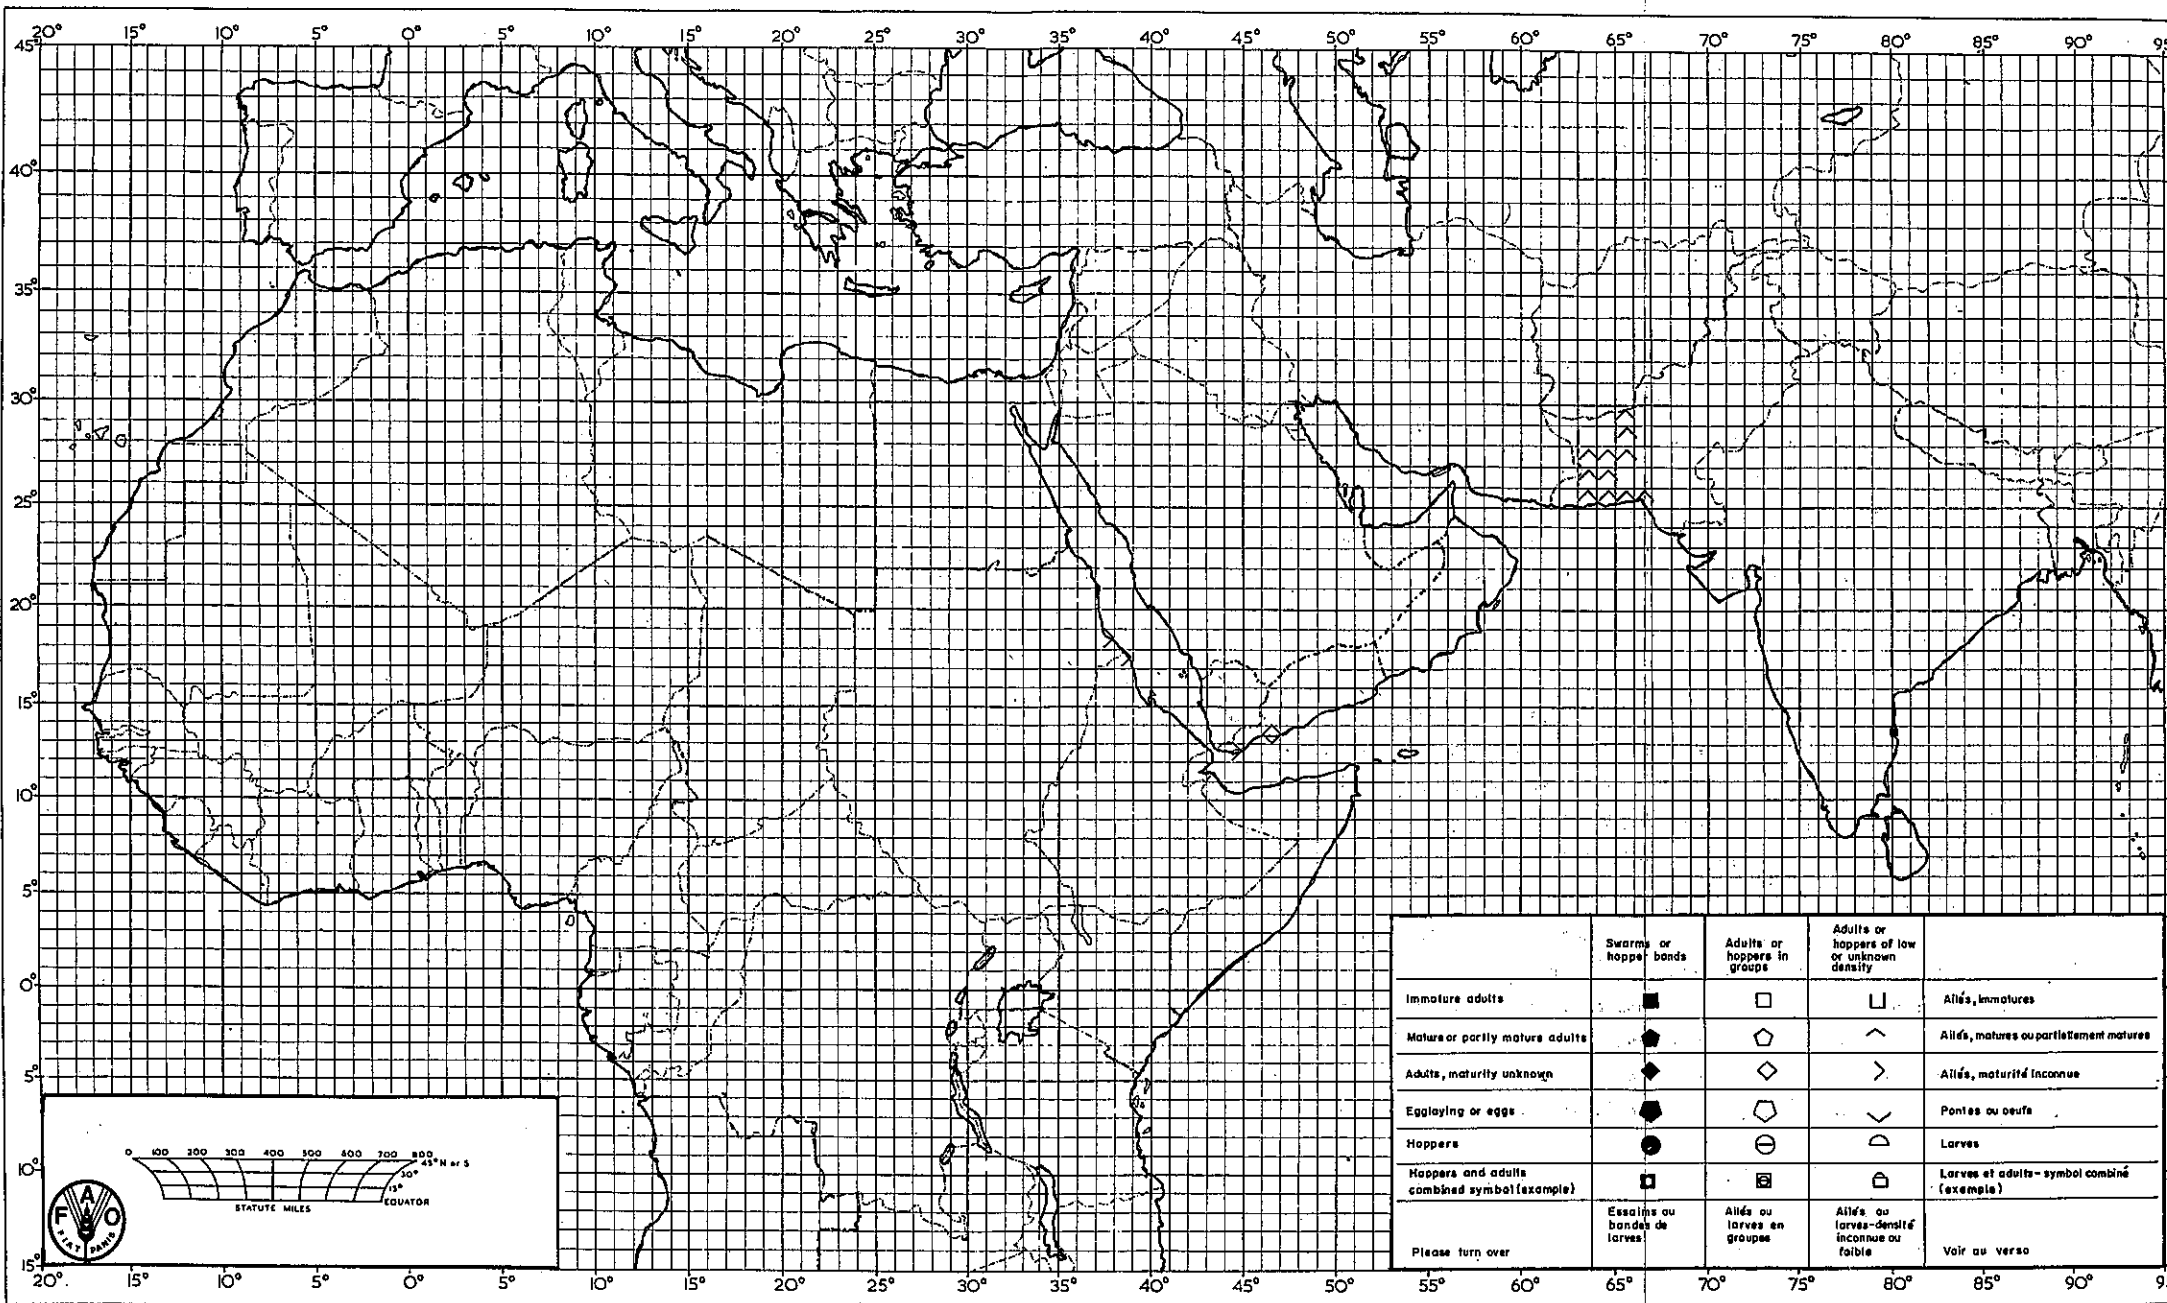 20° 15° 10° 5° 0° 5° 10° 15° 20° 25° 30° 35° 40° 45° 50° 55° 60° 65° 70° 75° 80° 85° 90°
45°
40°
35°
30°
25°
20°
15°
10°
5°
0°
5°
10°
15°
20° 15° 10° 5° 0° 5° 10° 15° 20° 25° 30° 35° 40° 45° 50° 55° 60° 65° 70° 75° 80° 85° 90°
0 100 200 300 400 500 600 700 800
45° N or S
30°
15°
EQUATOR
STATUTE MILES
F A O
FIAT PANIS
Swarms or hopper bands
Adults or hoppers in groups
Adults or hoppers of low or unknown density
Immature adults
Ailés, immatures
Mature or partly mature adults
Ailés, matures ou partiellement matures
Adults, maturity unknown
Ailés, maturité inconnue
Egglaying or eggs
Pontes ou oeufs
Hoppers
Larves
Hoppers and adults
combined symbol (example)
Larves et adults-symbol combiné
(exemple)
Essaims ou
bandes de
larves
Ailés ou
larves en
groupes
Ailés ou
larves-densité
inconnue ou
faible
Please turn over
Voir au verso